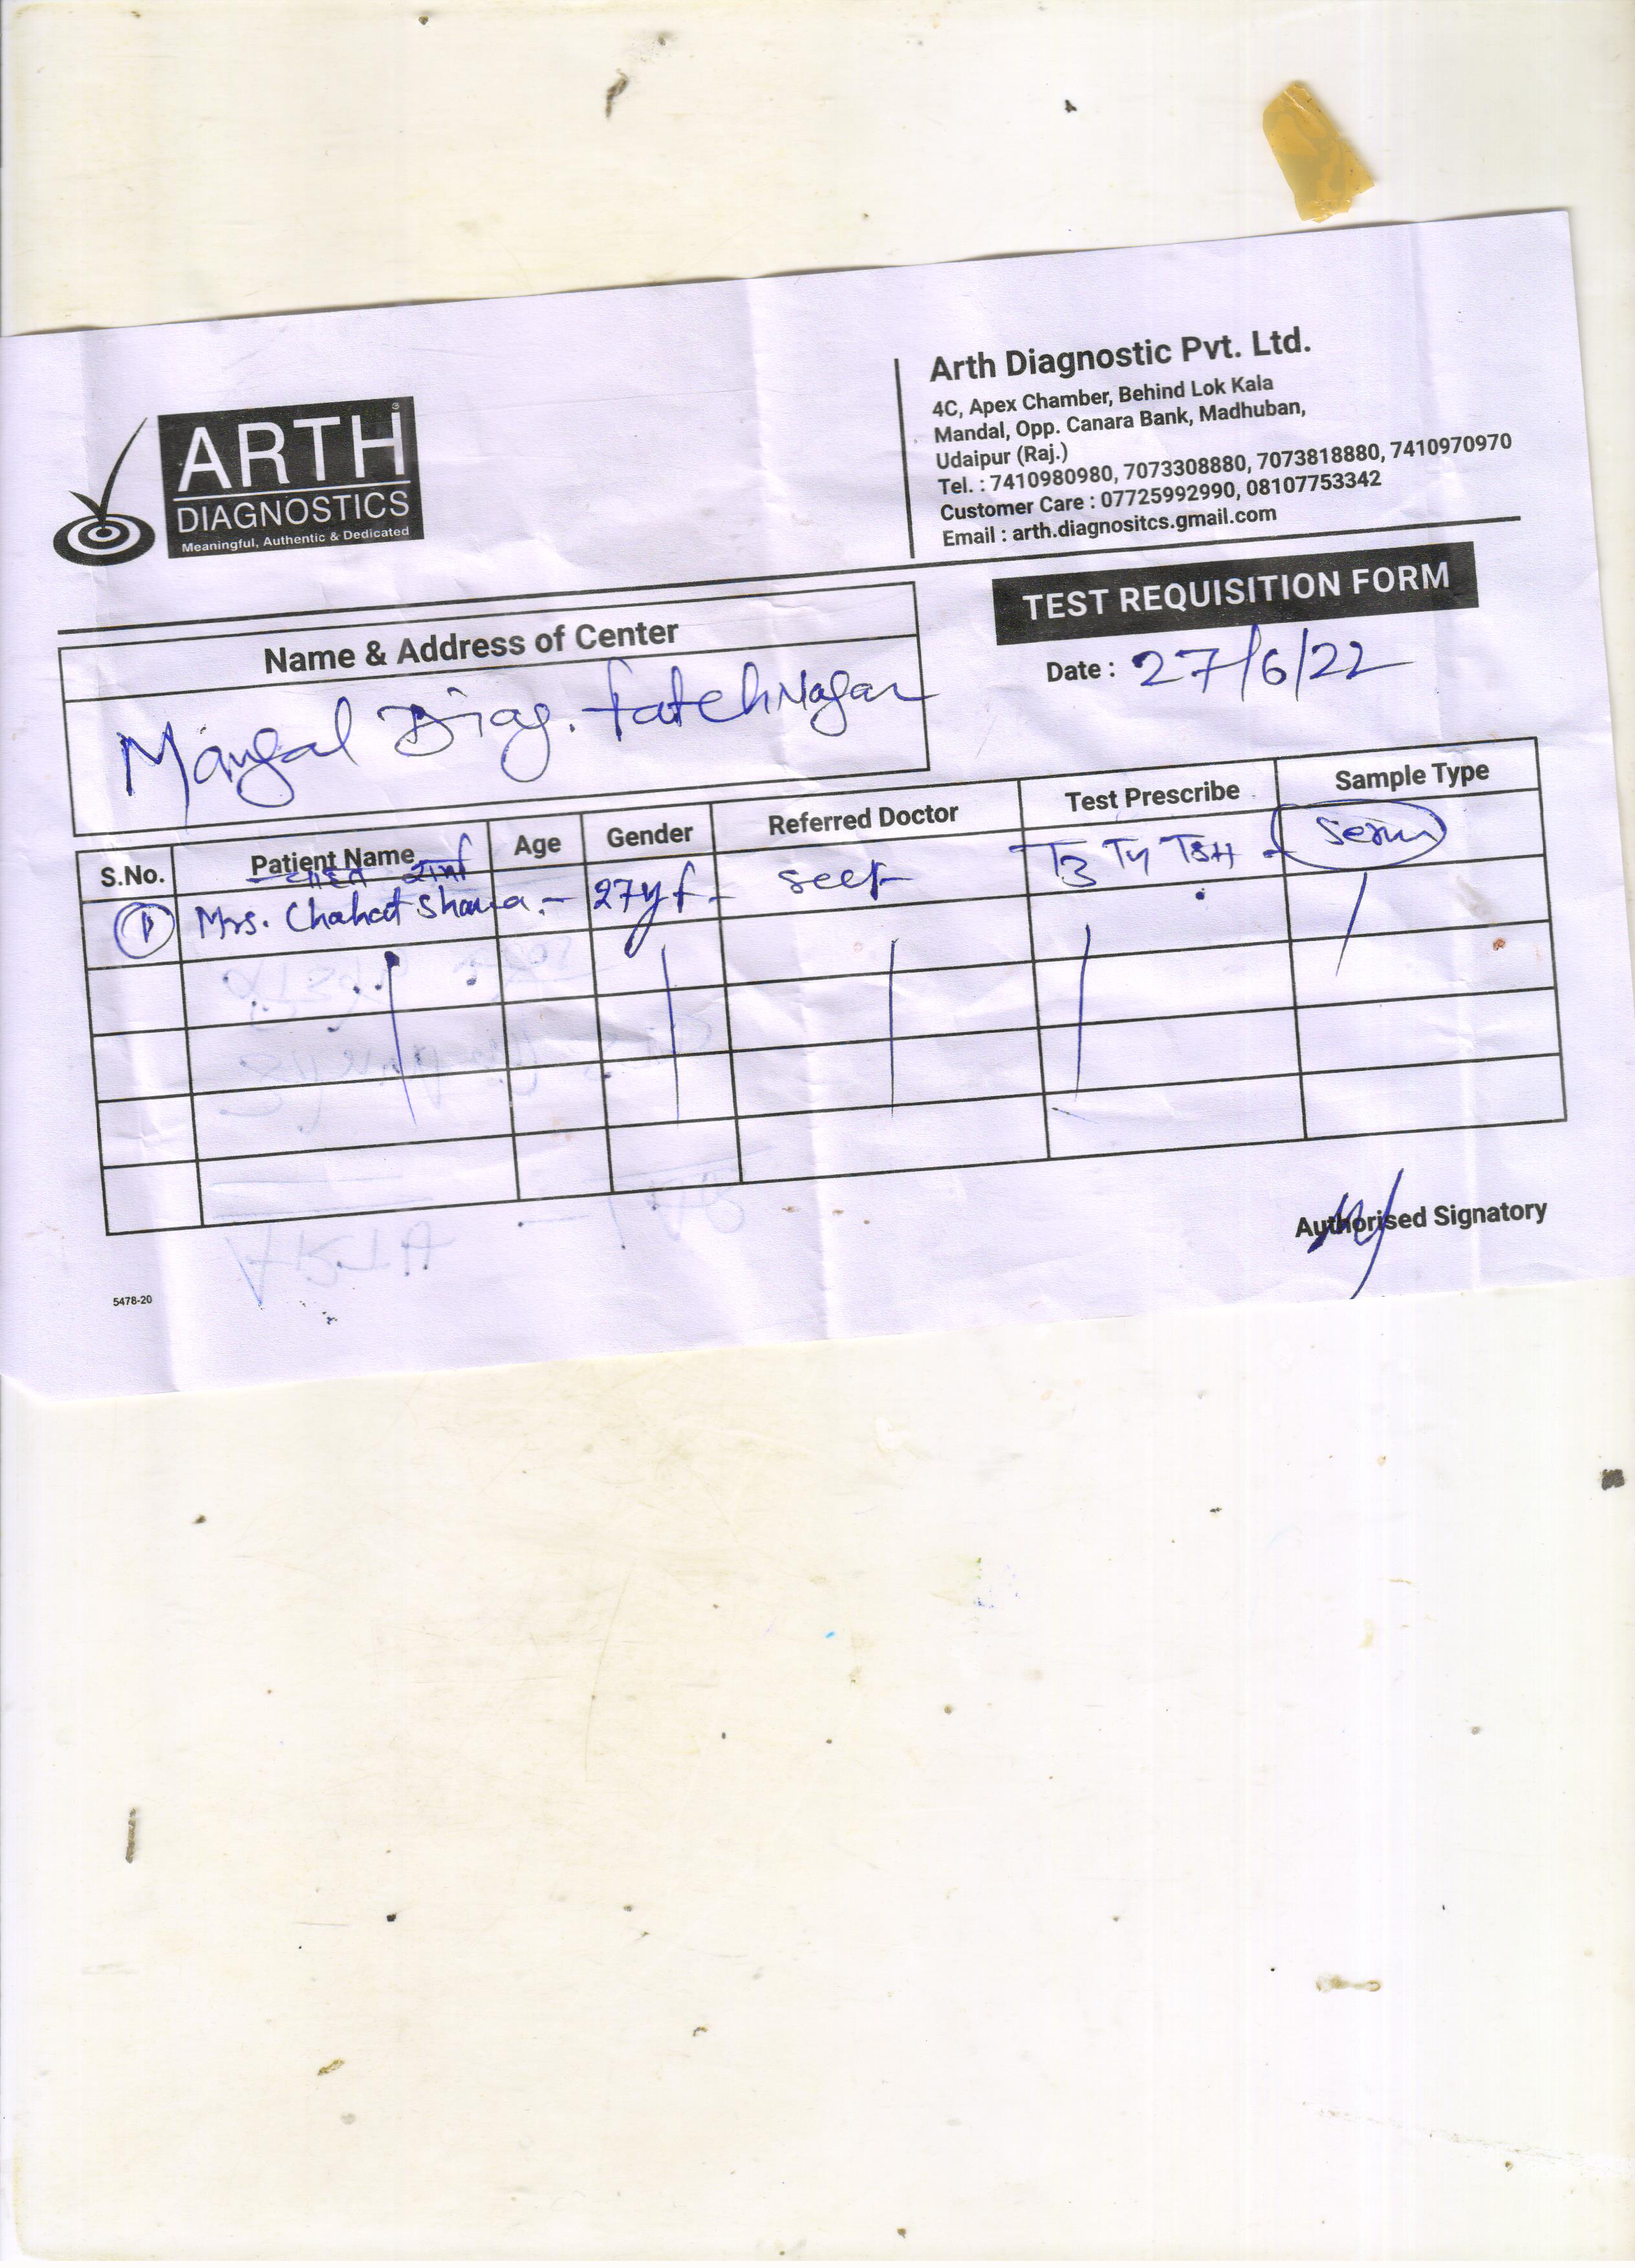 ARTH
DIAGNOSTICS
Meaningful, Authentic & Dedicated
Arth Diagnostic Pvt. Ltd.
4C, Apex Chamber, Behind Lok Kala
Mandal, Opp. Canara Bank, Madhuban,
Udaipur (Raj.)
Tel. : 7410980980, 7073308880, 7073818880, 7410970970
Customer Care : 07725992990, 08107753342
Email : arth.diagnositcs.gmail.com
TEST REQUISITION FORM
Date : 27/6/22
Name & Address of Center
Mangal Diag. Fatehnagar
S.No. Patient Name Age Gender Referred Doctor Test Prescribe Sample Type
1 Mrs. Chahat 27y f self T3 T4 TSH Serum
Authorised Signatory
5478-20